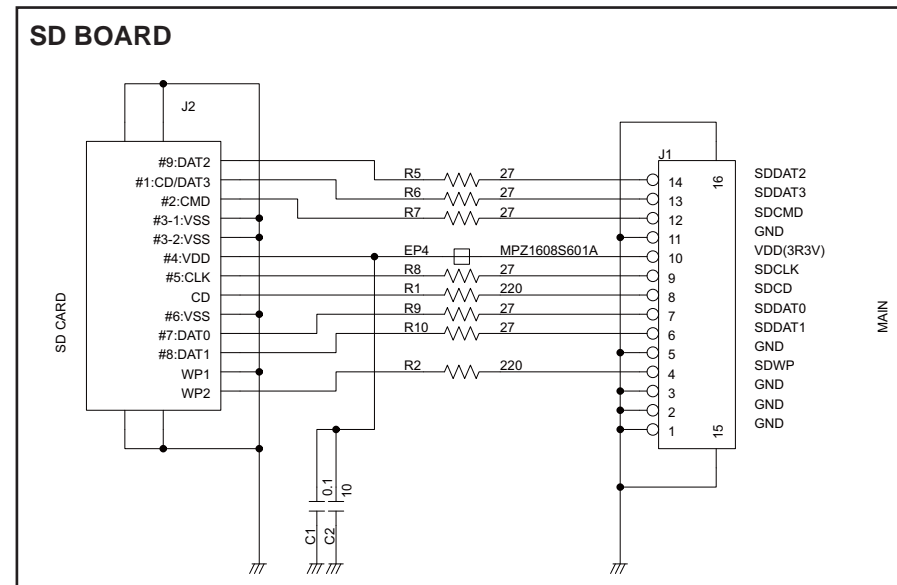 SD BOARD
J2
J1
SD CARD
MAIN
#9:DAT2
#1:CD/DAT3
#2:CMD
#3-1:VSS
#3-2:VSS
#4:VDD
#5:CLK
CD
#6:VSS
#7:DAT0
#8:DAT1
WP1
WP2
R5 27
R6 27
R7 27
EP4 MPZ1608S601A
R8 27
R1 220
R9 27
R10 27
R2 220
16
14 SDDAT2
13 SDDAT3
12 SDCMD
11 GND
10 VDD(3R3V)
9 SDCLK
8 SDCD
7 SDDAT0
6 SDDAT1
5 GND
4 SDWP
3 GND
2 GND
1 GND
15
C1 0.1
C2 10